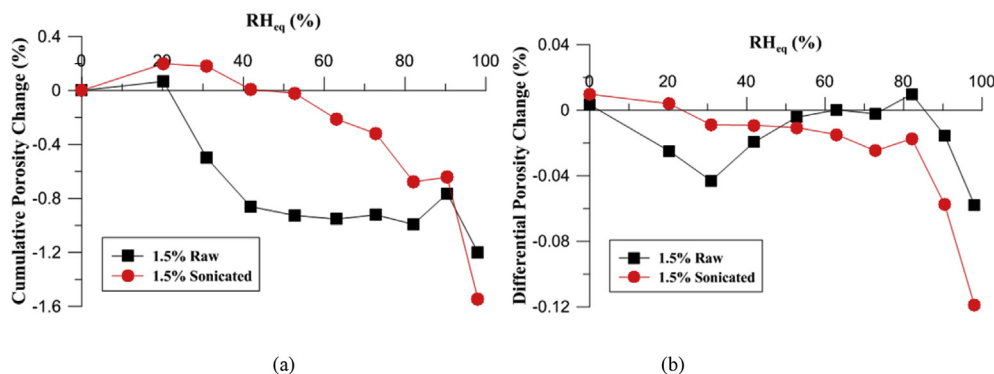 RHeq (%)
0 20 40 60 80 100
0.4
0
-0.4
-0.8
-1.2
-1.6
Cumulative Porosity Change (%)
1.5% Raw
1.5% Sonicated
(a)
RHeq (%)
0 20 40 60 80 100
0.04
0
-0.04
-0.08
-0.12
Differential Porosity Change (%)
1.5% Raw
1.5% Sonicated
(b)